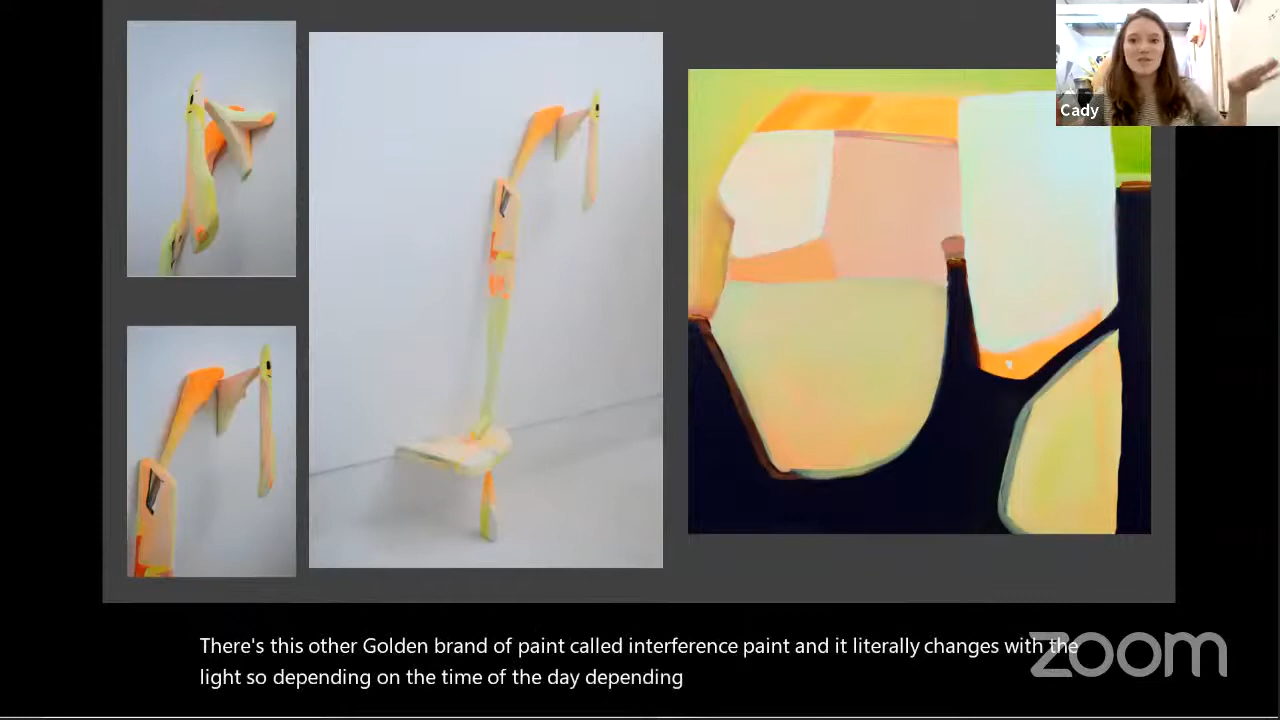 Cady
There's this other Golden brand of paint called interference paint and it literally changes with the
light so depending on the time of the day depending
zoom